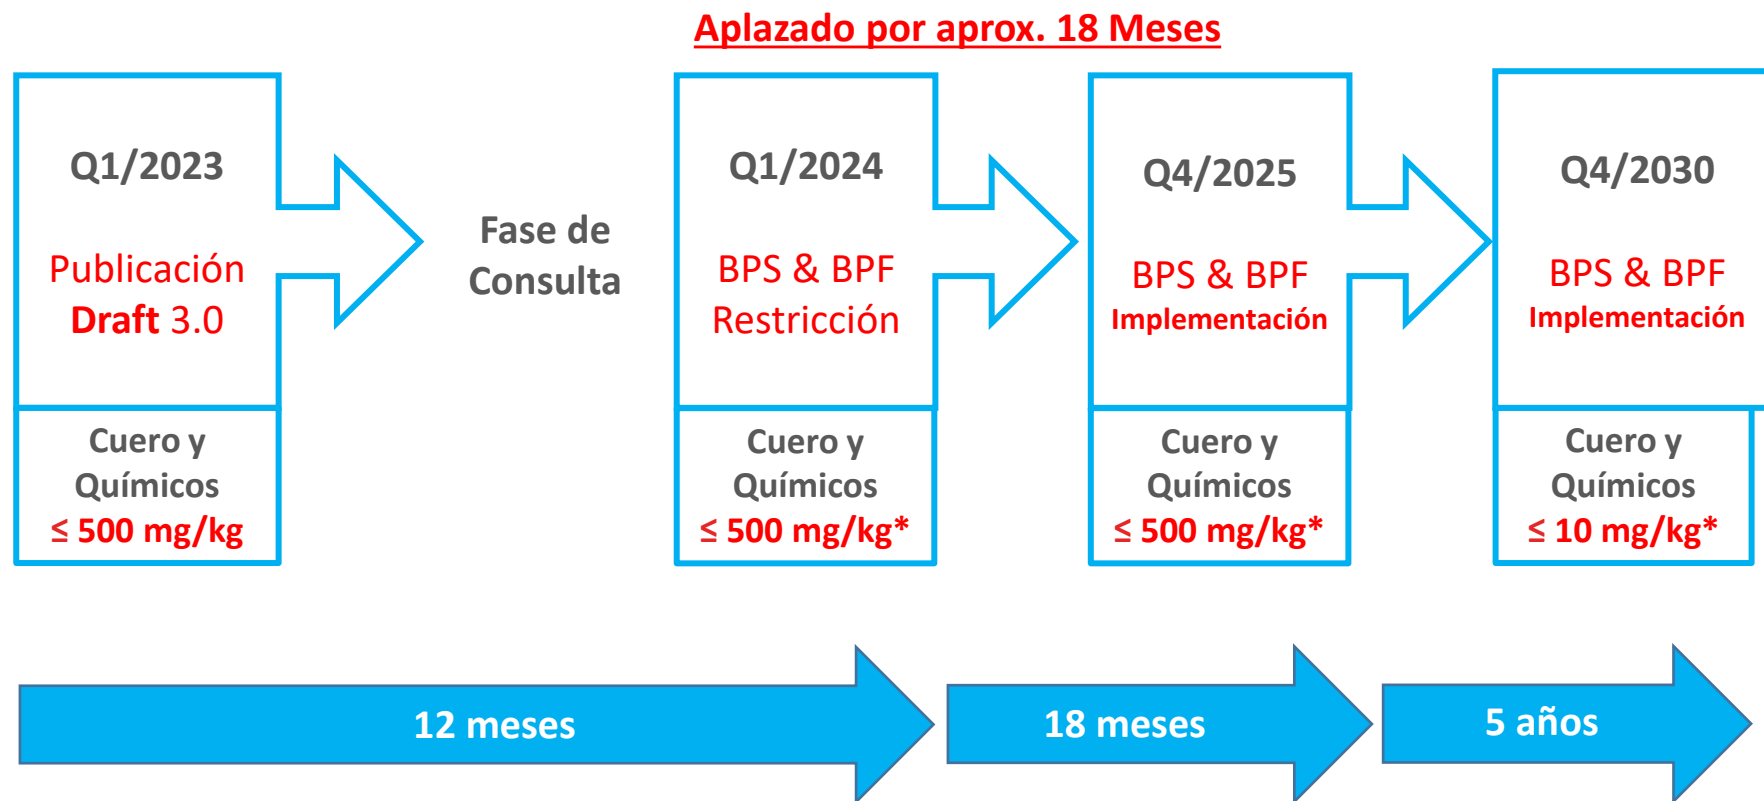 Aplazado por aprox. 18 Meses
Q1/2023
Publicación
Draft 3.0
Cuero y
Químicos
≤ 500 mg/kg
Fase de
Consulta
Q1/2024
BPS & BPF
Restricción
Cuero y
Químicos
≤ 500 mg/kg*
Q4/2025
BPS & BPF
Implementación
Cuero y
Químicos
≤ 500 mg/kg*
Q4/2030
BPS & BPF
Implementación
Cuero y
Químicos
≤ 10 mg/kg*
12 meses
18 meses
5 años